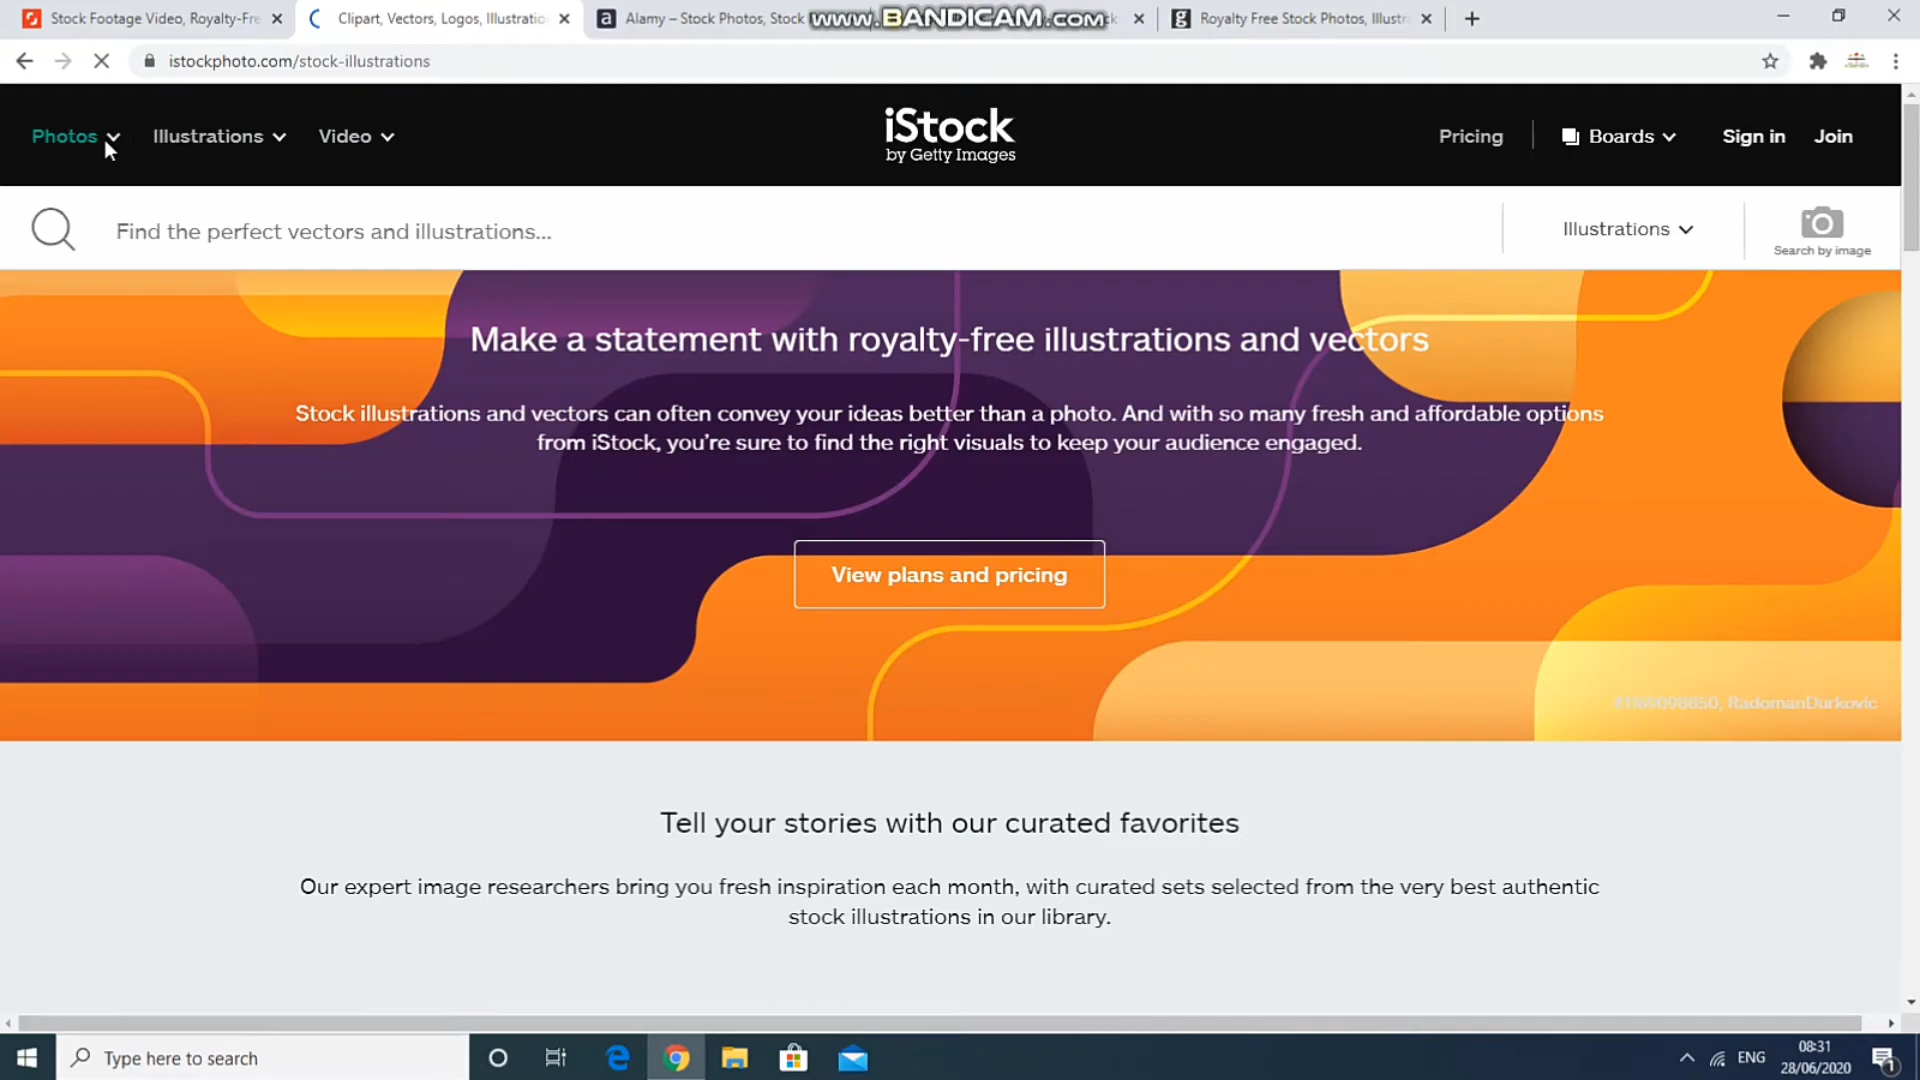 Stock Footage Video, Royalty-Fre
Clipart, Vectors, Logos, Illustratio
Alamy – Stock Photos, Stock
www.BANDICAM.com
Royalty Free Stock Photos, Illustr
istockphoto.com/stock-illustrations
Photos
Illustrations
Video
iStock
by Getty Images
Pricing
Boards
Sign in
Join
Find the perfect vectors and illustrations...
Illustrations
Search by image
Make a statement with royalty-free illustrations and vectors
Stock illustrations and vectors can often convey your ideas better than a photo. And with so many fresh and affordable options
from iStock, you’re sure to find the right visuals to keep your audience engaged.
View plans and pricing
RadomanDurkovic
Tell your stories with our curated favorites
Our expert image researchers bring you fresh inspiration each month, with curated sets selected from the very best authentic
stock illustrations in our library.
Type here to search
ENG
08:31
28/06/2020
1